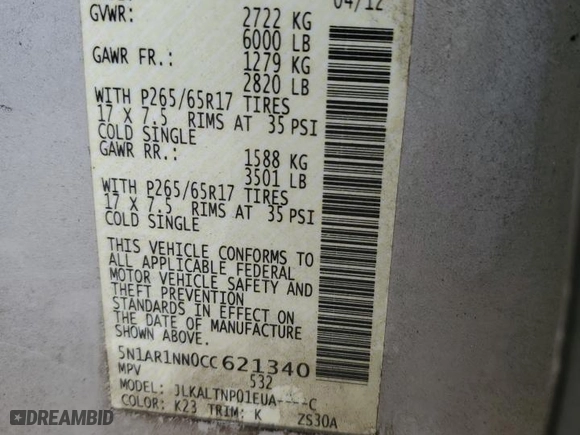 04/12
GVWR: 2722 KG
6000 LB
GAWR FR.: 1279 KG
2820 LB
WITH P265/65R17 TIRES
17 X 7.5 RIMS AT 35 PSI
COLD SINGLE
GAWR RR.: 1588 KG
3501 LB
WITH P265/65R17 TIRES
17 X 7.5 RIMS AT 35 PSI
COLD SINGLE
THIS VEHICLE CONFORMS TO
ALL APPLICABLE FEDERAL
MOTOR VEHICLE SAFETY AND
THEFT PREVENTION
STANDARDS IN EFFECT ON
THE DATE OF MANUFACTURE
SHOWN ABOVE.
5N1AR1NN0CC621340
MPV 532
MODEL: JLKALTNP01EUA----C
COLOR: K23 TRIM: K ZS30A
DREAMBID